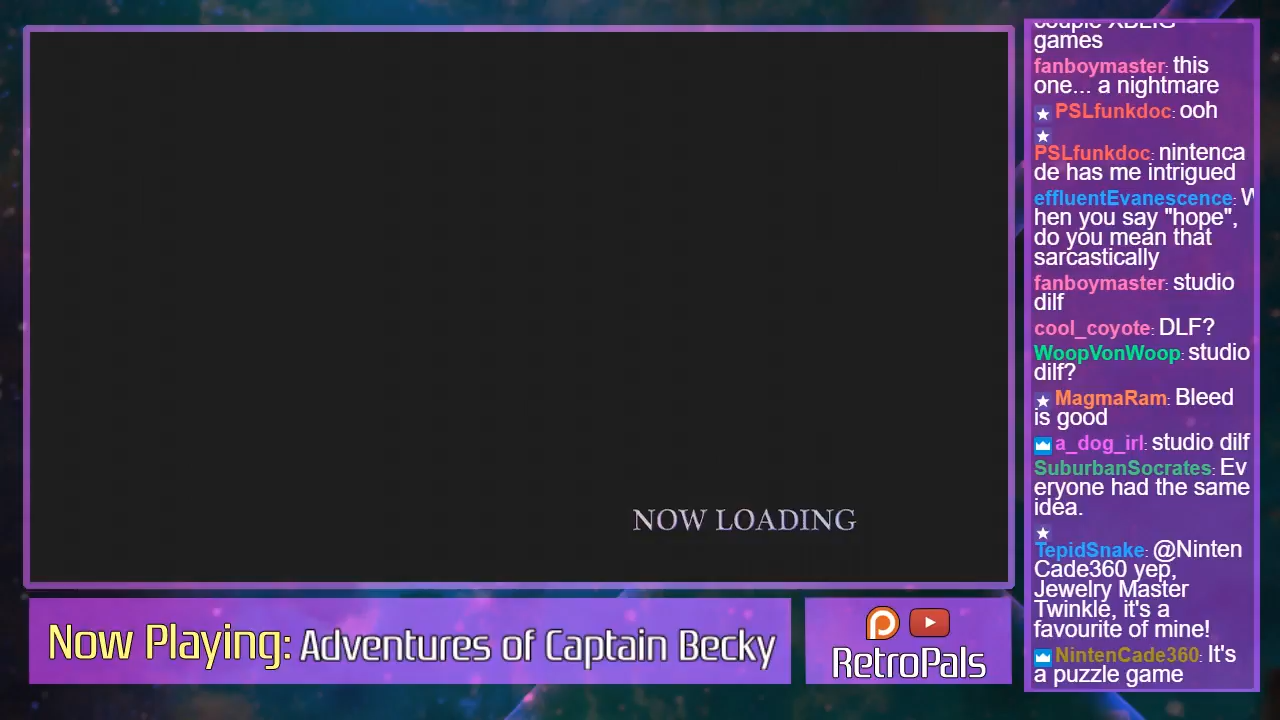 NOW LOADING
Now Playing: Adventures of Captain Becky
RetroPals
games
fanboymaster: this
one... a nightmare
PSLfunkdoc: ooh
PSLfunkdoc: nintenca
de has me intrigued
effluentEvanescence: W
hen you say "hope",
do you mean that
sarcastically
fanboymaster: studio
dilf
cool_coyote: DLF?
WoopVonWoop: studio
dilf?
MagmaRam: Bleed
is good
a_dog_irl: studio dilf
SuburbanSocrates: Ev
eryone had the same
idea.
TepidSnake: @Ninten
Cade360 yep,
Jewelry Master
Twinkle, it's a
favourite of mine!
NintenCade360: It's
a puzzle game